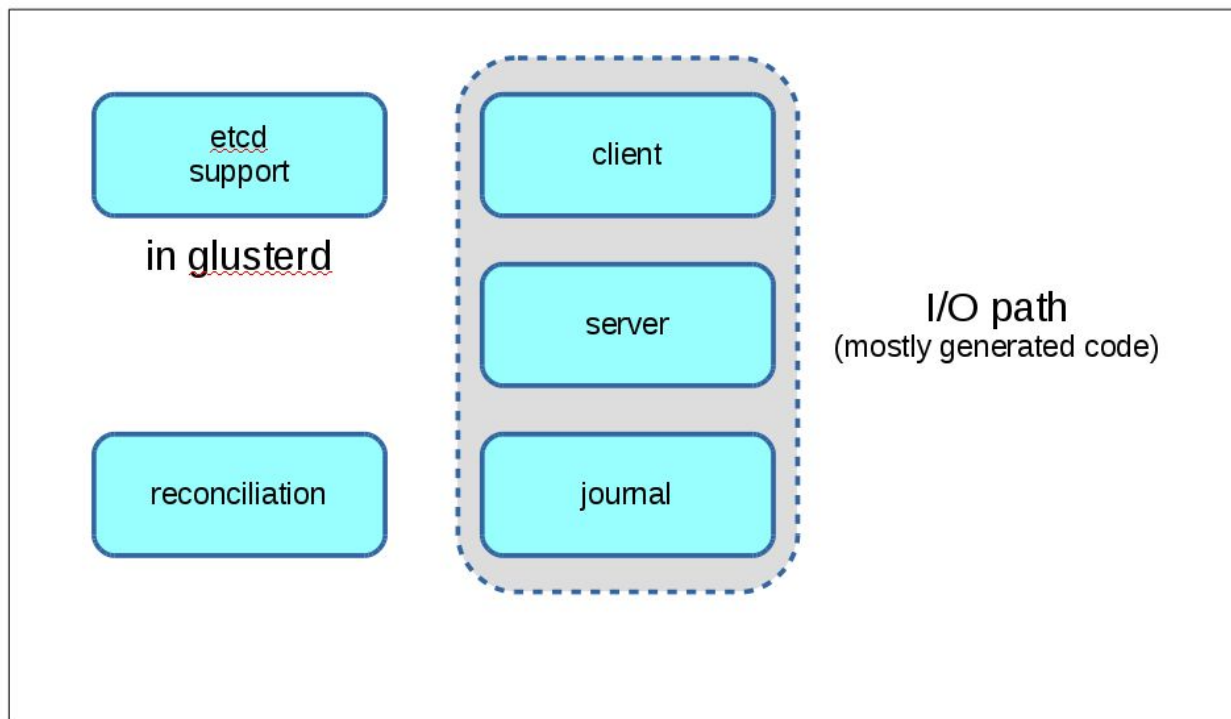 etcd
support
in glusterd
reconciliation
client
server
journal
I/O path
(mostly generated code)